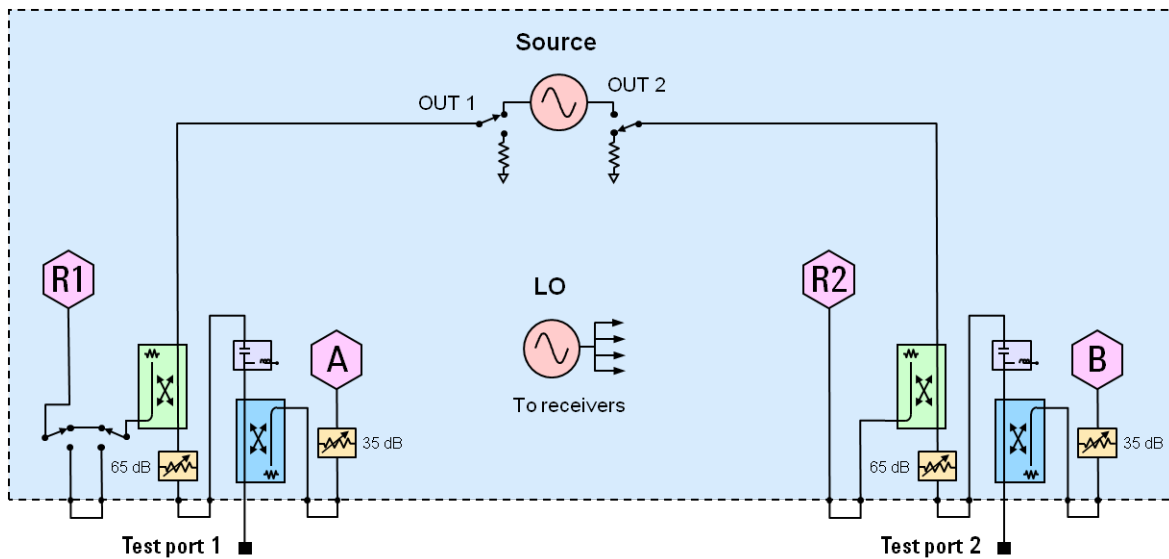 Source
OUT 1
OUT 2
R1
R2
LO
A
B
To receivers
35 dB
35 dB
65 dB
65 dB
Test port 1
Test port 2